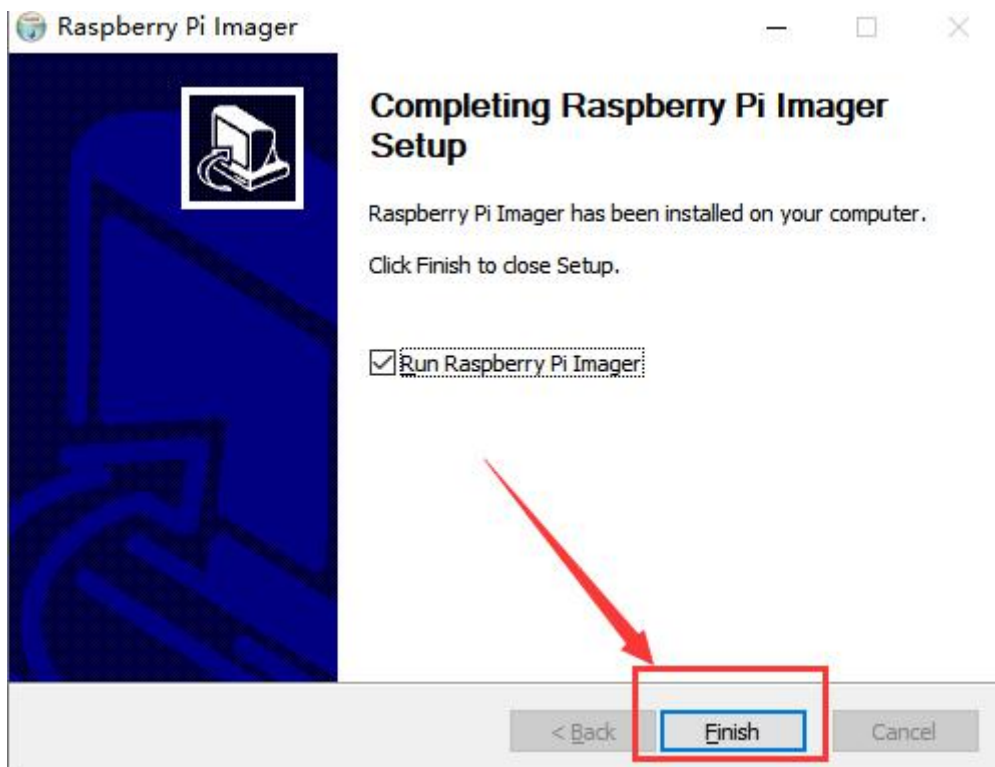 Raspberry Pi Imager
Completing Raspberry Pi Imager
Setup
Raspberry Pi Imager has been installed on your computer.
Click Finish to close Setup.
Run Raspberry Pi Imager
< Back
Finish
Cancel